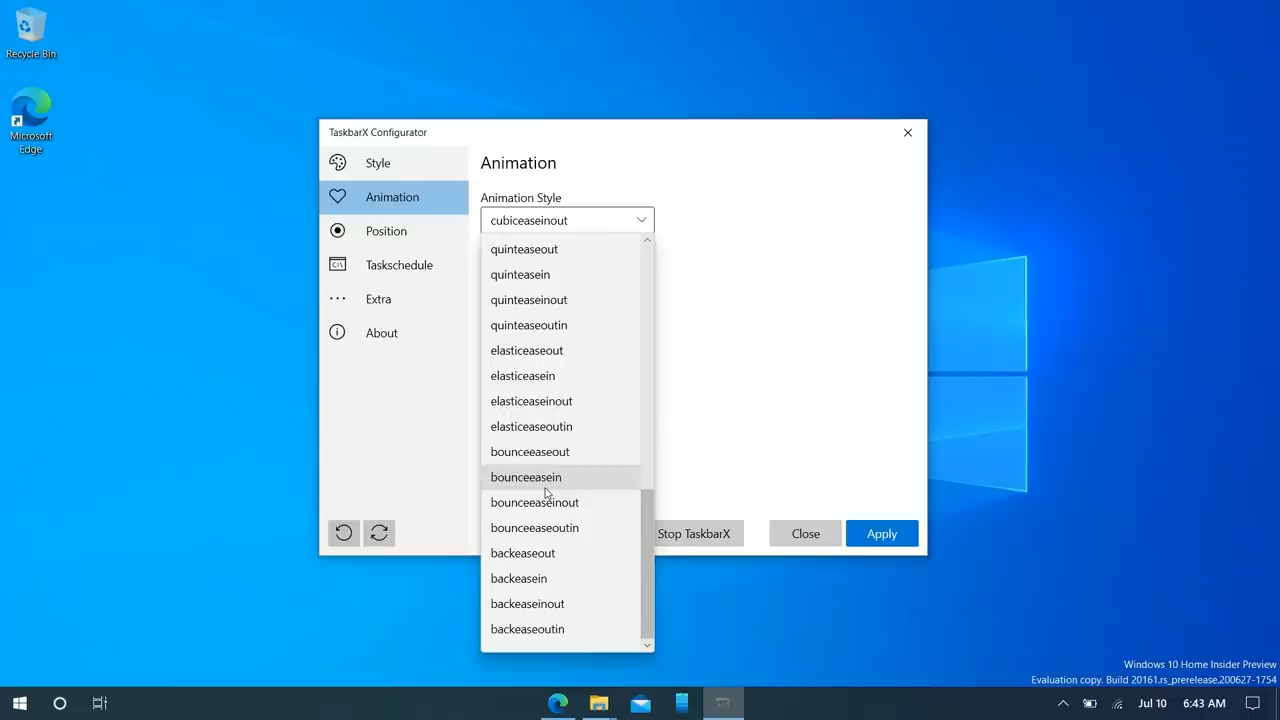 Recycle Bin
Microsoft
Edge
TaskbarX Configurator
Style
Animation
Position
Taskschedule
Extra
About
Animation
Animation Style
cubiceaseinout
quinteaseout
quinteasein
quinteaseinout
quinteaseoutin
elasticeaseout
elasticeasein
elasticeaseinout
elasticeaseoutin
bounceeaseout
bounceeasein
bounceeaseinout
bounceeaseoutin
backeaseout
backeasein
backeaseinout
backeaseoutin
Stop TaskbarX
Close
Apply
Windows 10 Home Insider Preview
Evaluation copy. Build 20161.rs_prerelease.200627-1754
Jul 10
6:43 AM